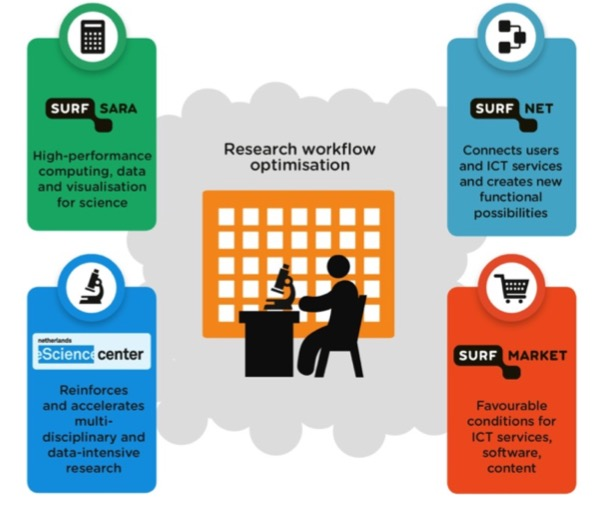 SURF SARA
High-performance
computing, data
and visualisation
for science
Research workflow
optimisation
SURF NET
Connects users
and ICT services
and creates new
functional
possibilities
netherlands
eScience center
Reinforces
and accelerates
multi-
disciplinary and
data-intensive
research
SURF MARKET
Favourable
conditions for
ICT services,
software,
content